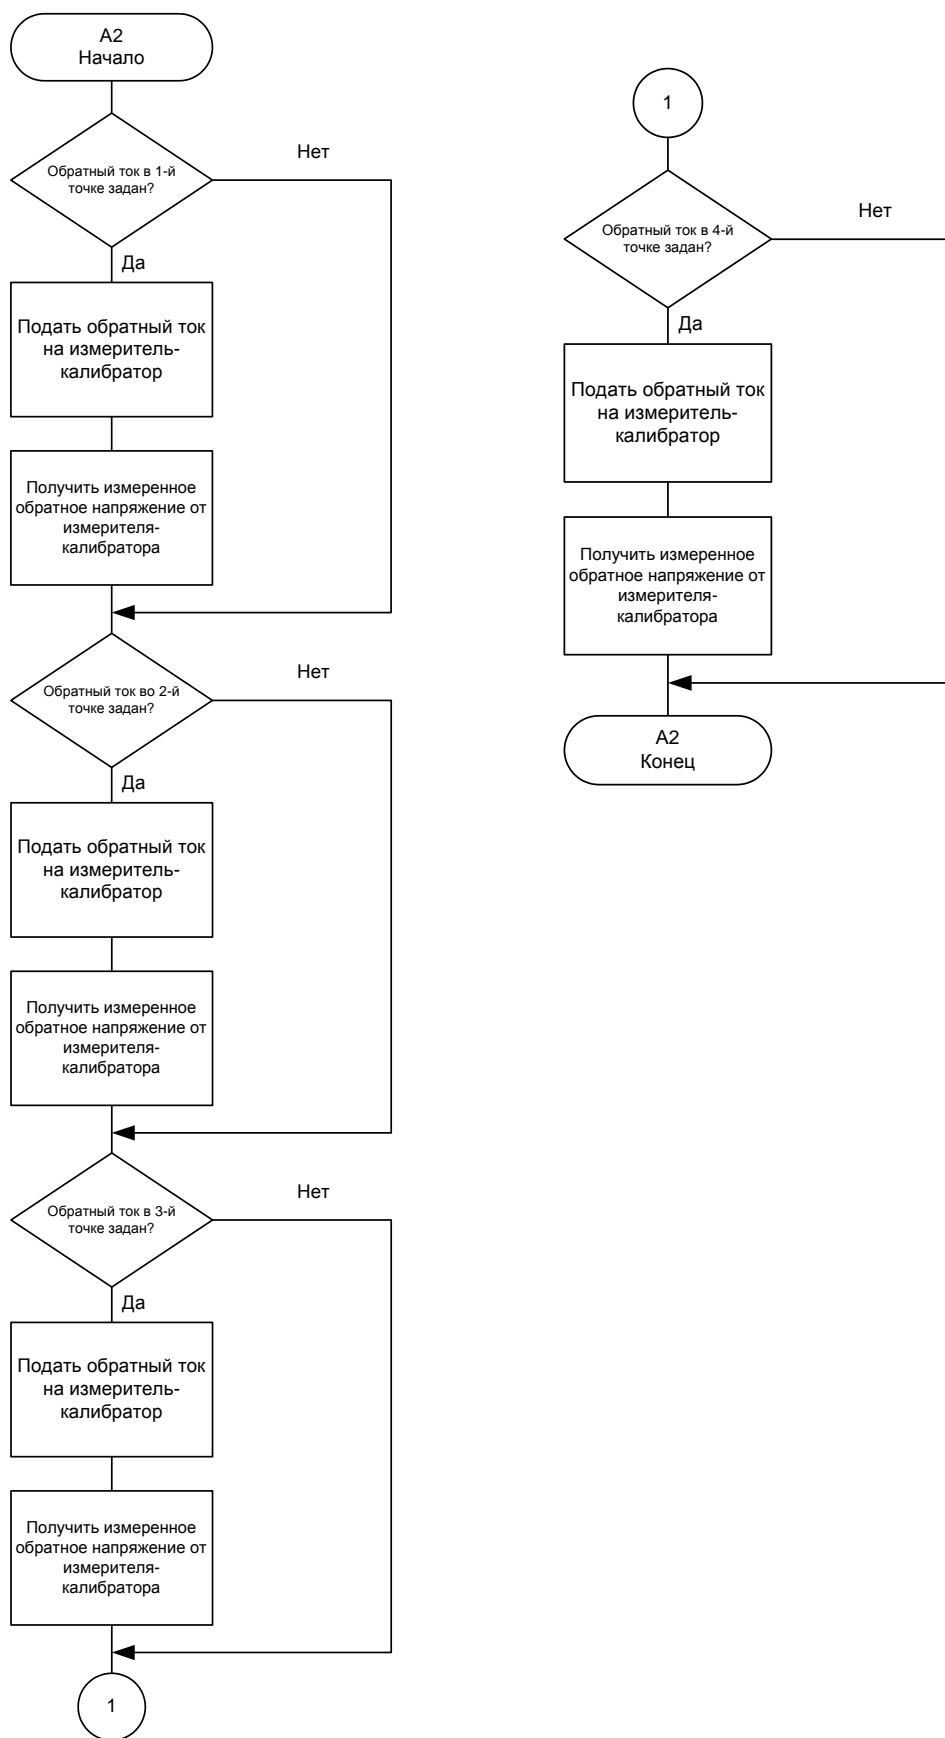 А2
Начало
Обратный ток в 1-й
точке задан?
Нет
Да
Подать обратный ток
на измеритель-
калибратор
Получить измеренное
обратное напряжение от
измерителя-
калибратора
Обратный ток во 2-й
точке задан?
Нет
Да
Подать обратный ток
на измеритель-
калибратор
Получить измеренное
обратное напряжение от
измерителя-
калибратора
Обратный ток в 3-й
точке задан?
Нет
Да
Подать обратный ток
на измеритель-
калибратор
Получить измеренное
обратное напряжение от
измерителя-
калибратора
1
1
Обратный ток в 4-й
точке задан?
Нет
Да
Подать обратный ток
на измеритель-
калибратор
Получить измеренное
обратное напряжение от
измерителя-
калибратора
А2
Конец